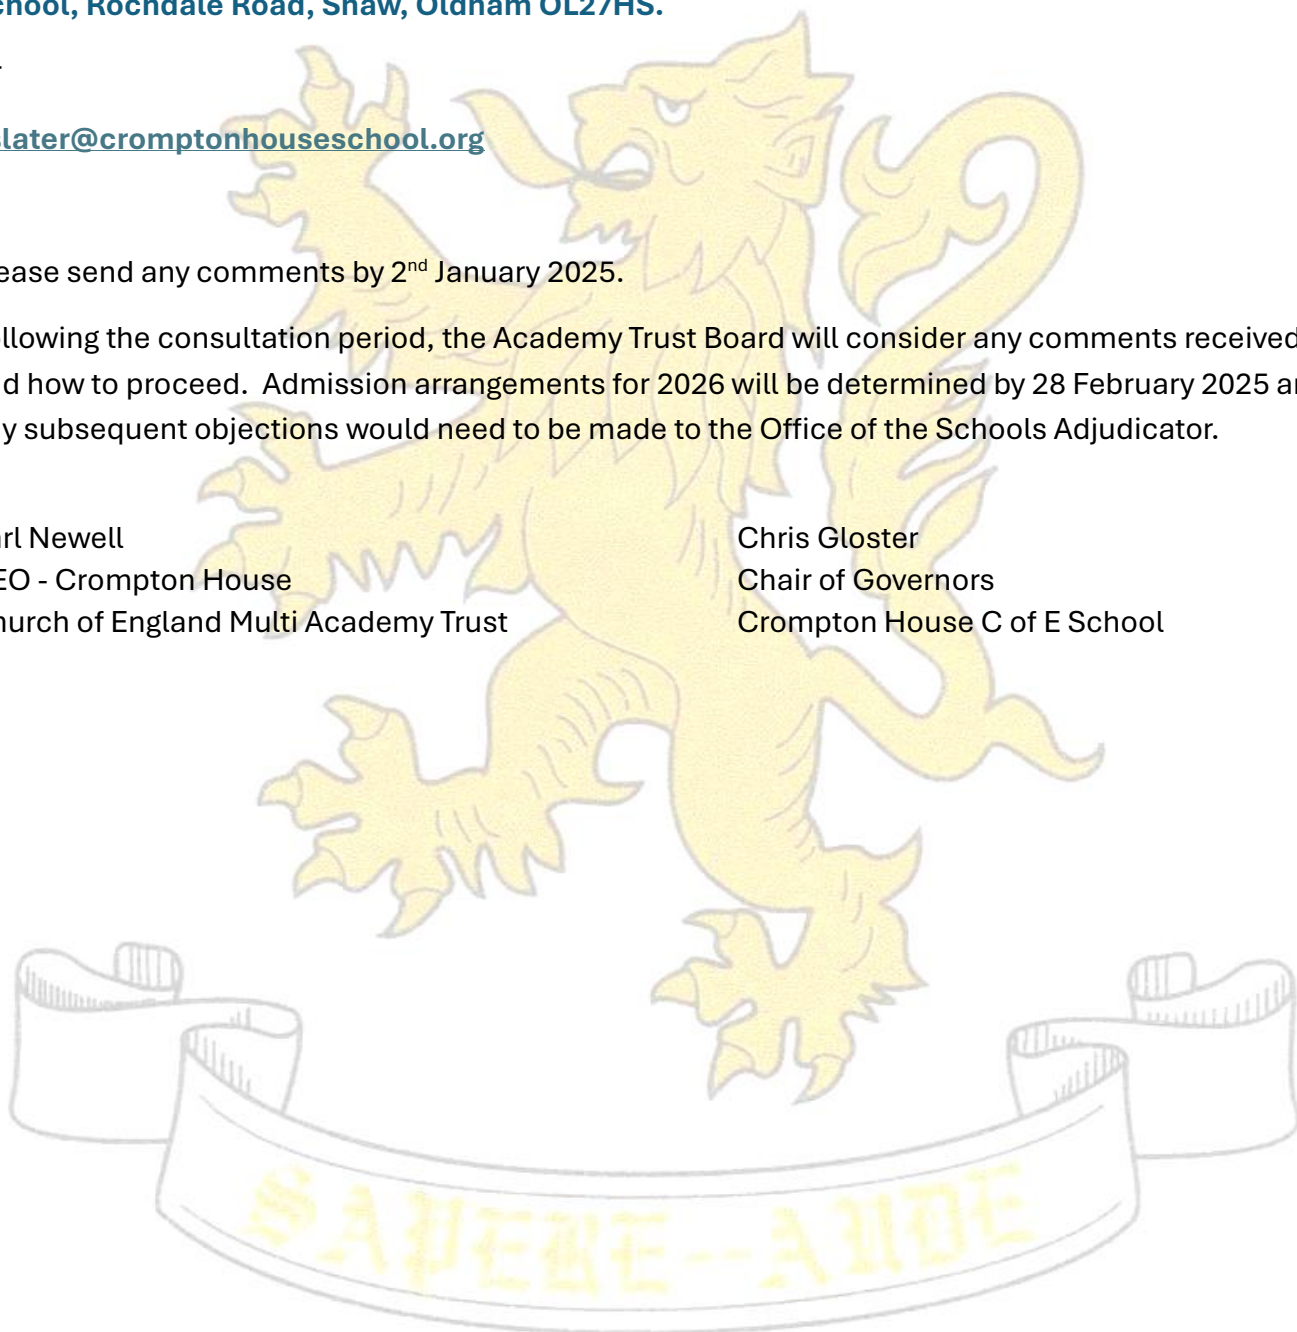 chool, Rochdale Road, Shaw, Oldham OL27HS.
slater@cromptonhouseschool.org
ease send any comments by 2nd January 2025.
llowing the consultation period, the Academy Trust Board will consider any comments received
d how to proceed. Admission arrangements for 2026 will be determined by 28 February 2025 an
y subsequent objections would need to be made to the Office of the Schools Adjudicator.
arl Newell
EO - Crompton House
hurch of England Multi Academy Trust
Chris Gloster
Chair of Governors
Crompton House C of E School
SAPERE--AUDE